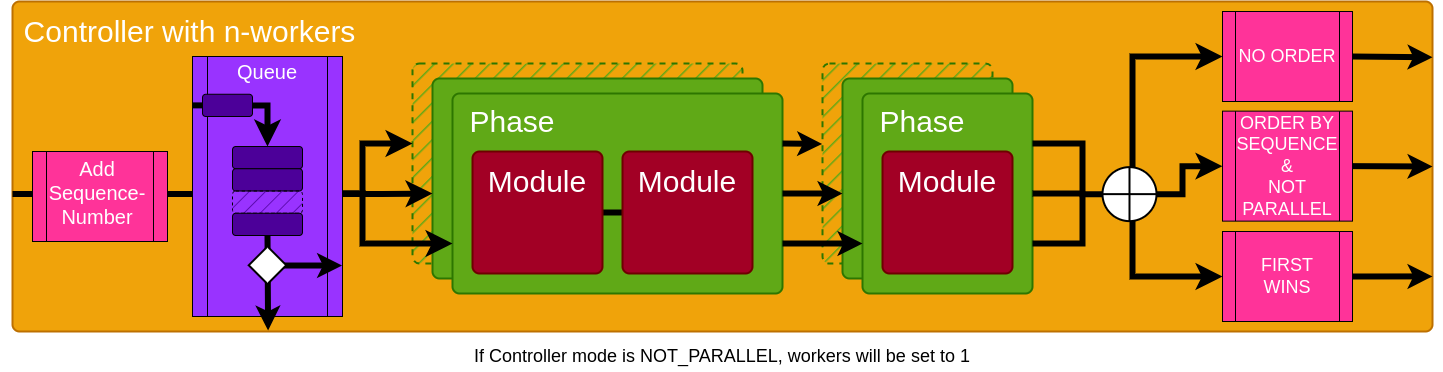 Controller with n-workers
Add
Sequence-
Number
Queue
Phase
Module
Module
Phase
Module
NO ORDER
ORDER BY
SEQUENCE
&
NOT
PARALLEL
FIRST
WINS
If Controller mode is NOT_PARALLEL, workers will be set to 1